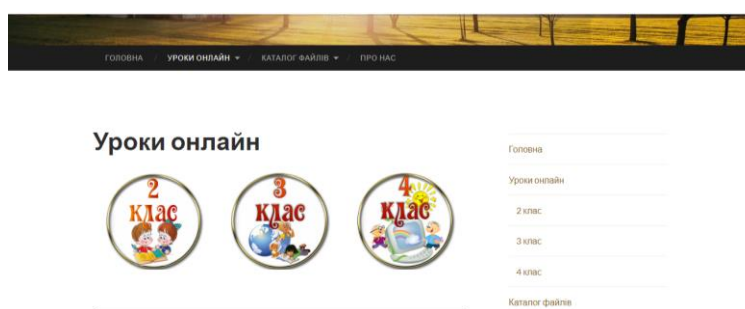 ГОЛОВНА / УРОКИ ОНЛАЙН / КАТАЛОГ ФАЙЛІВ / ПРО НАС
Уроки онлайн
2 клас
3 клас
4 клас
Головна
Уроки онлайн
2 клас
3 клас
4 клас
Каталог файлів